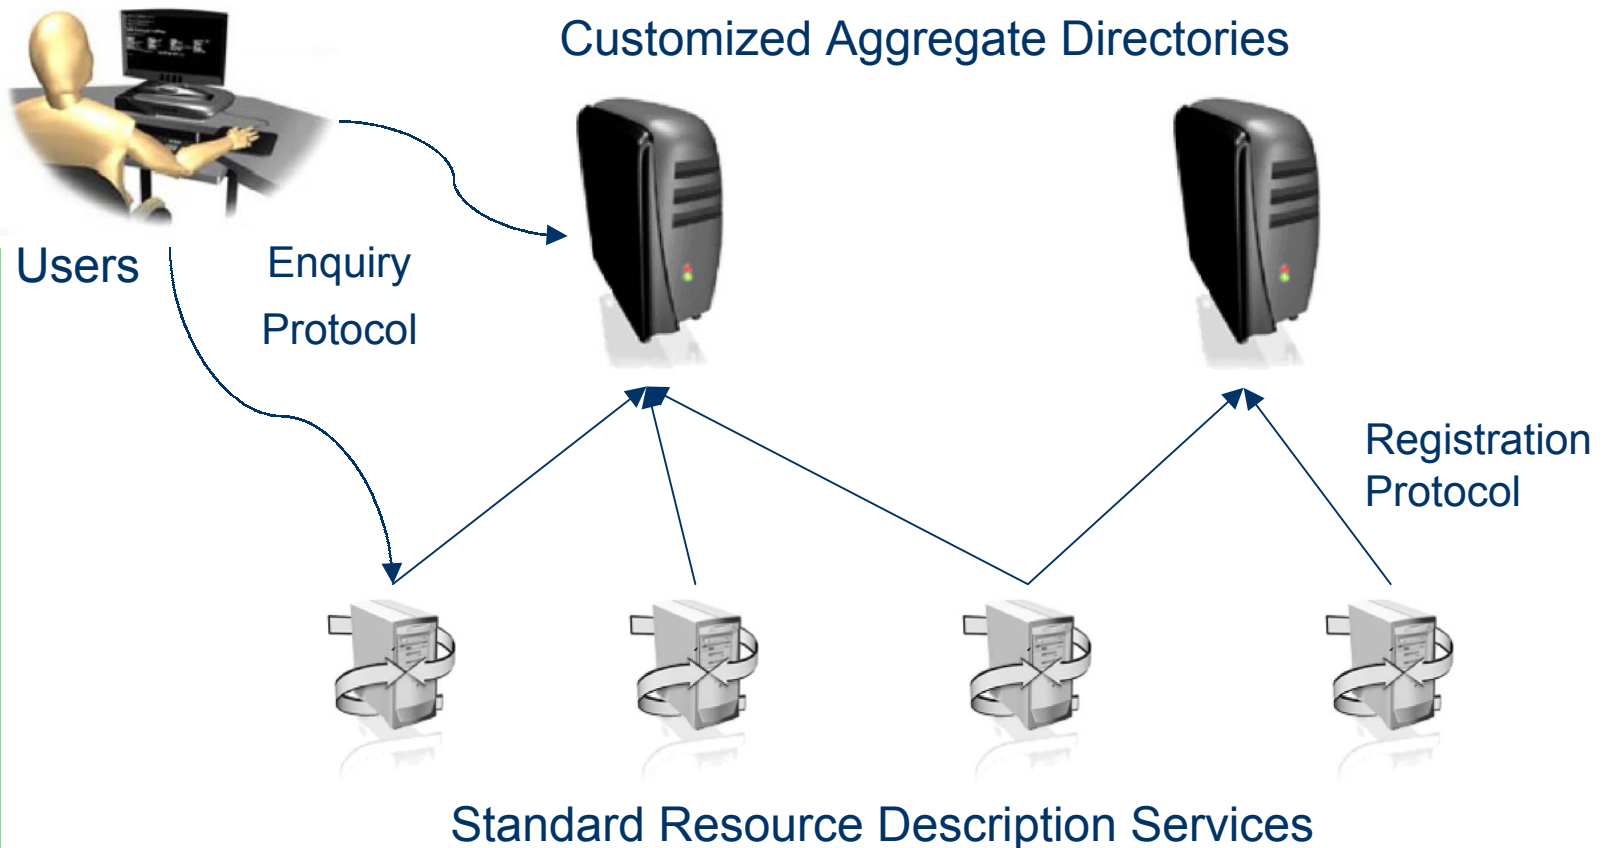 Customized Aggregate Directories
Users
Enquiry
Protocol
Registration
Protocol
Standard Resource Description Services